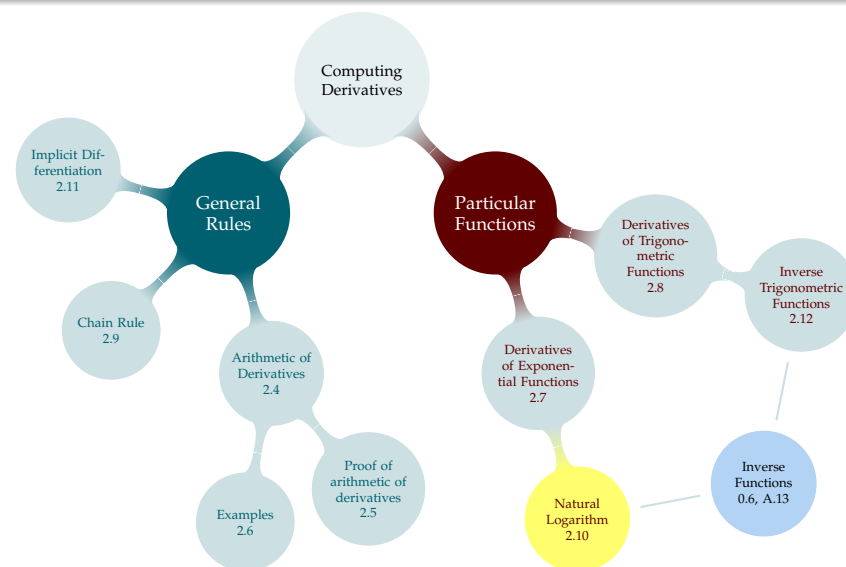 Computing
Derivatives
Implicit Dif-
ferentiation
2.11
General
Rules
Particular
Functions
Derivatives
of Trigono-
metric
Functions
2.8
Inverse
Trigonometric
Functions
2.12
Chain Rule
2.9
Arithmetic of
Derivatives
2.4
Derivatives
of Exponen-
tial Functions
2.7
Proof of
arithmetic of
derivatives
2.5
Examples
2.6
Natural
Logarithm
2.10
Inverse
Functions
0.6, A.13